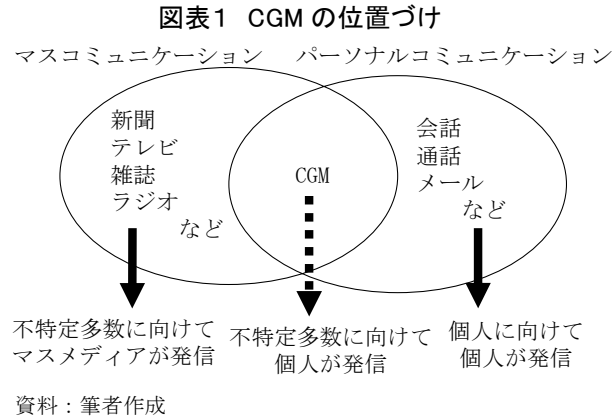 図表1 CGM の位置づけ
マスコミュニケーション パーソナルコミュニケーション
新聞
テレビ
雑誌
ラジオ
など
CGM
会話
通話
メール
など
不特定多数に向けて
マスメディアが発信
不特定多数に向けて
個人が発信
個人に向けて
個人が発信
資料：筆者作成